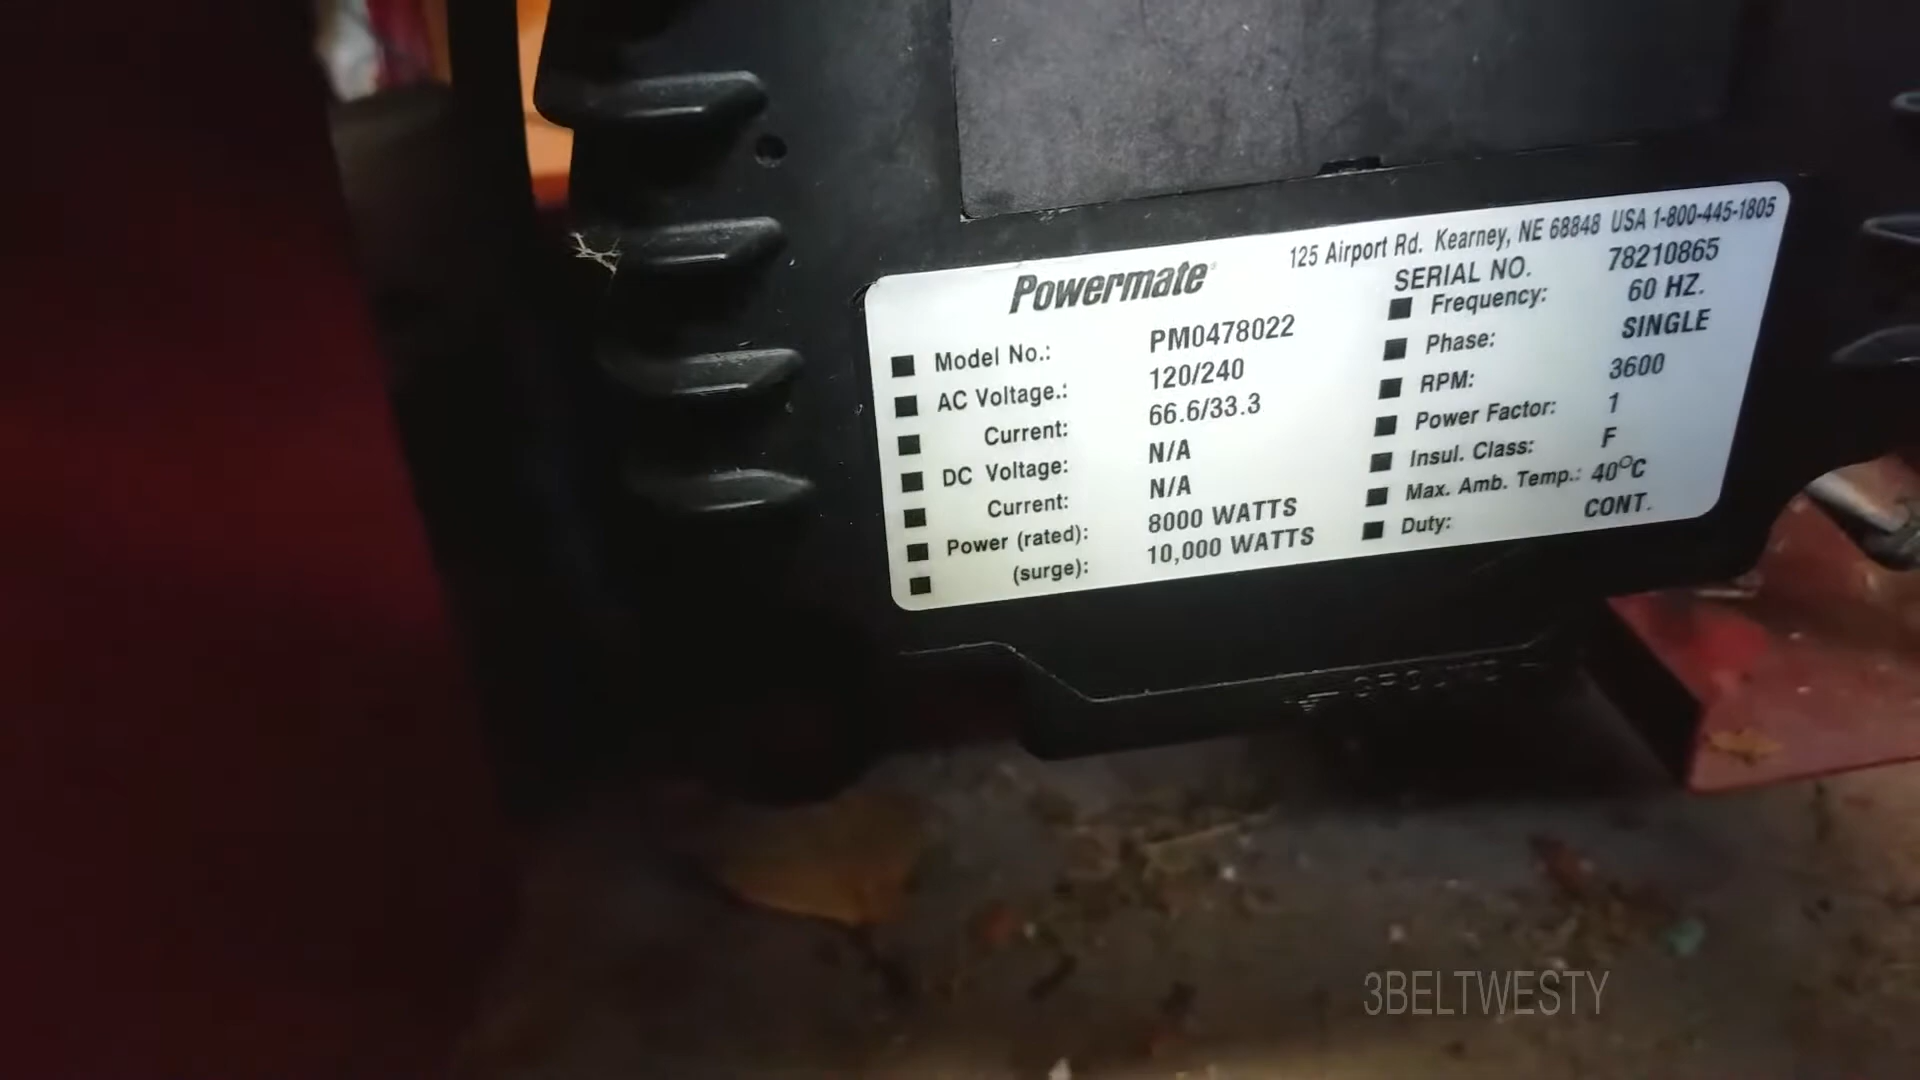 Powermate 125 Airport Rd. Kearney, NE 68848 USA 1-800-445-1805
SERIAL NO. 78210865
Model No.: PM0478022
AC Voltage.: 120/240
Current: 66.6/33.3
DC Voltage: N/A
Current: N/A
Power (rated): 8000 WATTS
(surge): 10,000 WATTS
Frequency: 60 HZ.
Phase: SINGLE
RPM: 3600
Power Factor: 1
Insul. Class: F
Max. Amb. Temp.: 40°C
Duty: CONT.
GROUND
3BELTWESTY